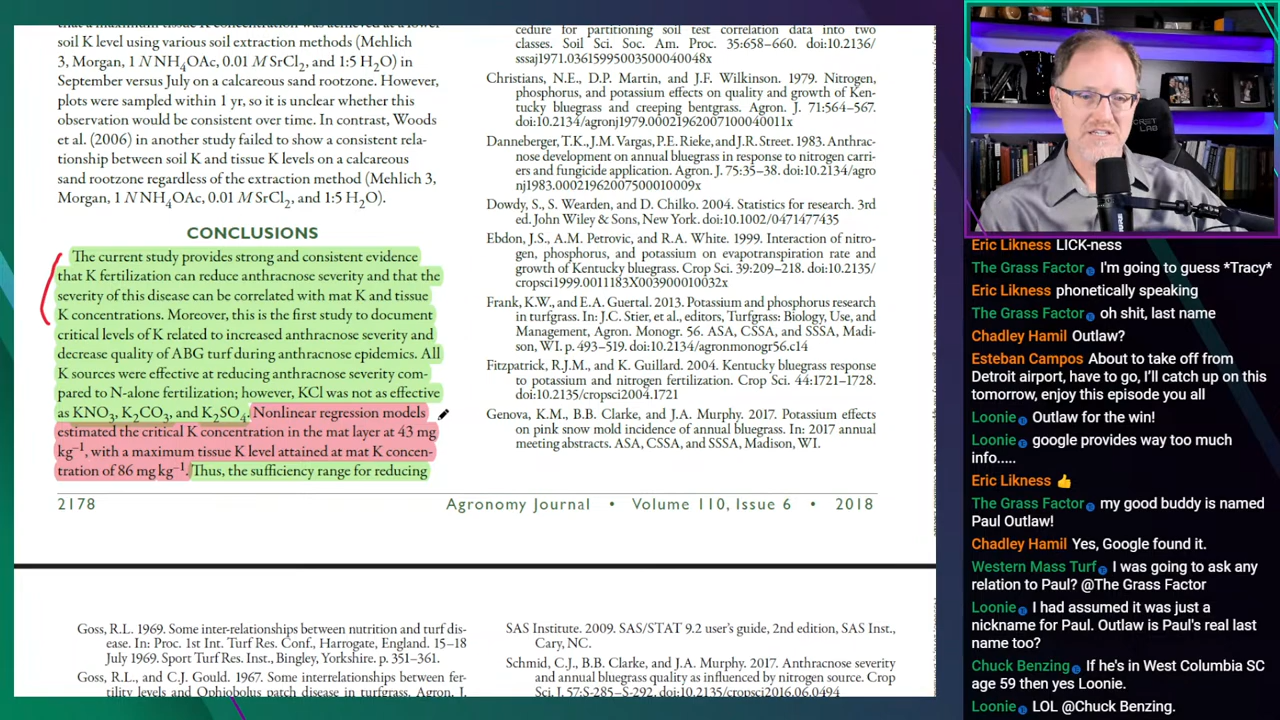 that a maximum tissue K concentration was achieved at a lower
soil K level using various soil extraction methods (Mehlich
3, Morgan, 1 N NH4OAc, 0.01 M SrCl2, and 1:5 H2O) in
September versus July on a calcareous sand rootzone. However,
plots were sampled within 1 yr, so it is unclear whether this
observation would be consistent over time. In contrast, Woods
et al. (2006) in another study failed to show a consistent rela-
tionship between soil K and tissue K levels on a calcareous
sand rootzone regardless of the extraction method (Mehlich 3,
Morgan, 1 N NH4OAc, 0.01 M SrCl2, and 1:5 H2O).
CONCLUSIONS
The current study provides strong and consistent evidence
that K fertilization can reduce anthracnose severity and that the
severity of this disease can be correlated with mat K and tissue
K concentrations. Moreover, this is the first study to document
critical levels of K related to increased anthracnose severity and
decrease quality of ABG turf during anthracnose epidemics. All
K sources were effective at reducing anthracnose severity com-
pared to N-alone fertilization; however, KCl was not as effective
as KNO3, K2CO3, and K2SO4. Nonlinear regression models
estimated the critical K concentration in the mat layer at 43 mg
kg−1, with a maximum tissue K level attained at mat K concen-
tration of 86 mg kg−1. Thus, the sufficiency range for reducing
cedure for partitioning soil test correlation data into two
classes. Soil Sci. Soc. Am. Proc. 35:658–660. doi:10.2136/
sssaj1971.03615995003500040048x
Christians, N.E., D.P. Martin, and J.F. Wilkinson. 1979. Nitrogen,
phosphorus, and potassium effects on quality and growth of Ken-
tucky bluegrass and creeping bentgrass. Agron. J. 71:564–567.
doi:10.2134/agronj1979.00021962007100040011x
Danneberger, T.K., J.M. Vargas, P.E. Rieke, and J.R. Street. 1983. Anthrac-
nose development on annual bluegrass in response to nitrogen carri-
ers and fungicide application. Agron. J. 75:35–38. doi:10.2134/agro
nj1983.00021962007500010009x
Dowdy, S., S. Wearden, and D. Chilko. 2004. Statistics for research. 3rd
ed. John Wiley & Sons, New York. doi:10.1002/0471477435
Ebdon, J.S., A.M. Petrovic, and R.A. White. 1999. Interaction of nitro-
gen, phosphorus, and potassium on evapotranspiration rate and
growth of Kentucky bluegrass. Crop Sci. 39:209–218. doi:10.2135/
cropsci1999.0011183X003900010032x
Frank, K.W., and E.A. Guertal. 2013. Potassium and phosphorus research
in turfgrass. In: J.C. Stier, et al., editors, Turfgrass: Biology, Use, and
Management, Agron. Monogr. 56. ASA, CSSA, and SSSA, Madi-
son, WI. p. 493–519. doi:10.2134/agronmonogr56.c14
Fitzpatrick, R.J.M., and K. Guillard. 2004. Kentucky bluegrass response
to potassium and nitrogen fertilization. Crop Sci. 44:1721–1728.
doi:10.2135/cropsci2004.1721
Genova, K.M., B.B. Clarke, and J.A. Murphy. 2017. Potassium effects
on pink snow mold incidence of annual bluegrass. In: 2017 annual
meeting abstracts. ASA, CSSA, and SSSA, Madison, WI.
2178
Agronomy Journal • Volume 110, Issue 6 • 2018
Goss, R.L. 1969. Some inter-relationships between nutrition and turf dis-
ease. In: Proc. 1st Int. Turf Res. Conf., Harrogate, England. 15–18
July 1969. Sport Turf Res. Inst., Bingley, Yorkshire. p. 351–361.
Goss, R.L., and C.J. Gould. 1967. Some interrelationships between fer-
tility levels and Ophiobolus patch disease in turfgrass. Agron. J.
SAS Institute. 2009. SAS/STAT 9.2 user's guide, 2nd edition, SAS Inst.,
Cary, NC.
Schmid, C.J., B.B. Clarke, and J.A. Murphy. 2017. Anthracnose severity
and annual bluegrass quality as influenced by nitrogen source. Crop
Sci. J. 57:S-285–S-292. doi:10.2135/cropsci2016.06.0494
Eric Likness LICK-ness
The Grass Factor I'm going to guess *Tracy*
Eric Likness phonetically speaking
The Grass Factor oh shit, last name
Chadley Hamil Outlaw?
Esteban Campos About to take off from
Detroit airport, have to go, I'll catch up on this
tomorrow, enjoy this episode you all
Loonie Outlaw for the win!
Loonie google provides way too much
info.....
Eric Likness 👍
The Grass Factor my good buddy is named
Paul Outlaw!
Chadley Hamil Yes, Google found it.
Western Mass Turf I was going to ask any
relation to Paul? @The Grass Factor
Loonie I had assumed it was just a
nickname for Paul. Outlaw is Paul's real last
name too?
Chuck Benzing If he's in West Columbia SC
age 59 then yes Loonie.
Loonie LOL @Chuck Benzing.